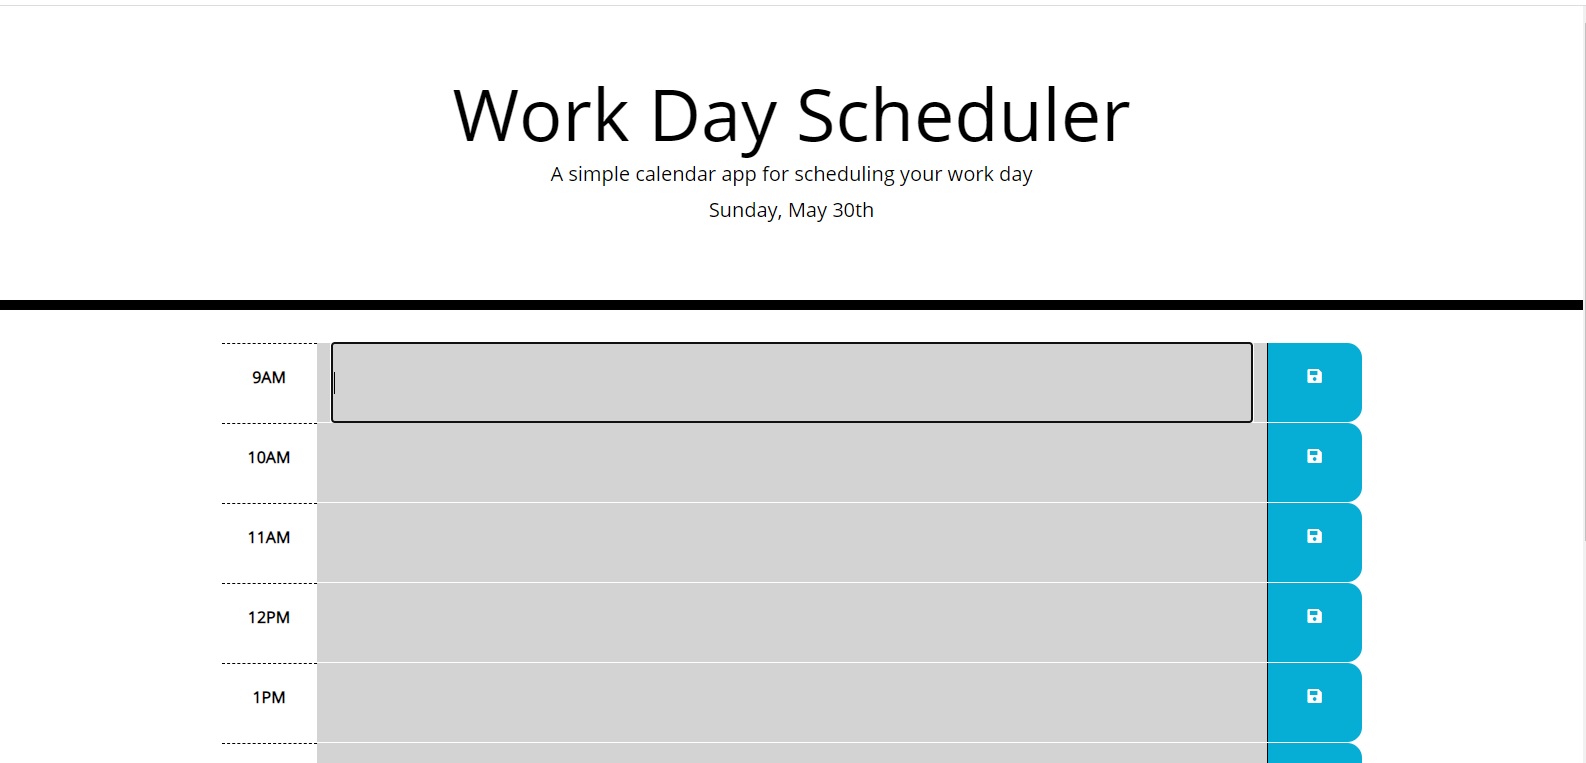 Work Day Scheduler
A simple calendar app for scheduling your work day
Sunday, May 30th
9AM
10AM
11AM
12PM
1PM